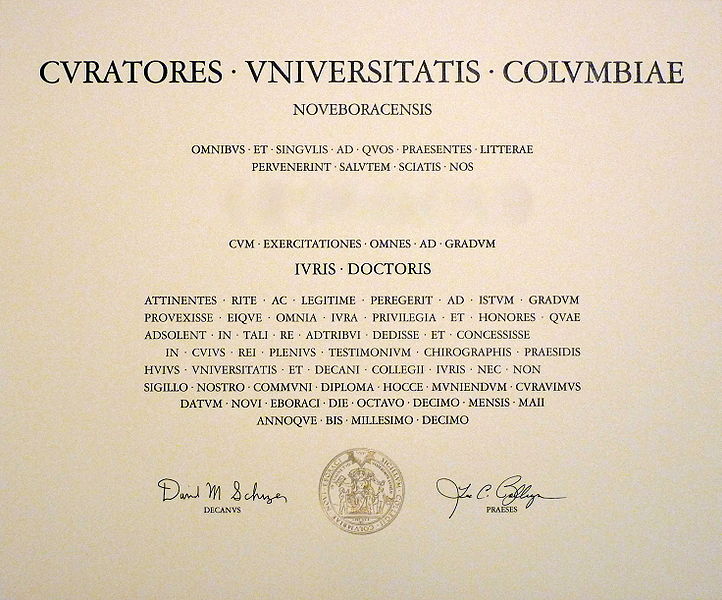 CVRATORES · VNIVERSITATIS · COLVMBIAE
NOVEBORACENSIS
OMNIBVS · ET · SINGVLIS · AD · QVOS · PRAESENTES · LITTERAE
PERVENERINT · SALVTEM · SCIATIS · NOS
CVM · EXERCITATIONES · OMNES · AD · GRADVM
IVRIS · DOCTORIS
ATTINENTES · RITE · AC · LEGITIME · PEREGERIT · AD · ISTVM · GRADVM
PROVEXISSE · EIQVE · OMNIA · IVRA · PRIVILEGIA · ET · HONORES · QVAE
ADSOLENT · IN · TALI · RE · ADTRIBVI · DEDISSE · ET · CONCESSISSE
IN · CVIVS · REI · PLENIVS · TESTIMONIVM · CHIROGRAPHIS · PRAESIDIS
HVIVS · VNIVERSITATIS · ET · DECANI · COLLEGII · IVRIS · NEC · NON
SIGILLO · NOSTRO · COMMVNI · DIPLOMA · HOCCE · MVNIENDVM · CVRAVIMVS
DATVM · NOVI · EBORACI · DIE · OCTAVO · DECIMO · MENSIS · MAII
ANNOQVE · BIS · MILLESIMO · DECIMO
David M Schizer
DECANVS
PRAESES